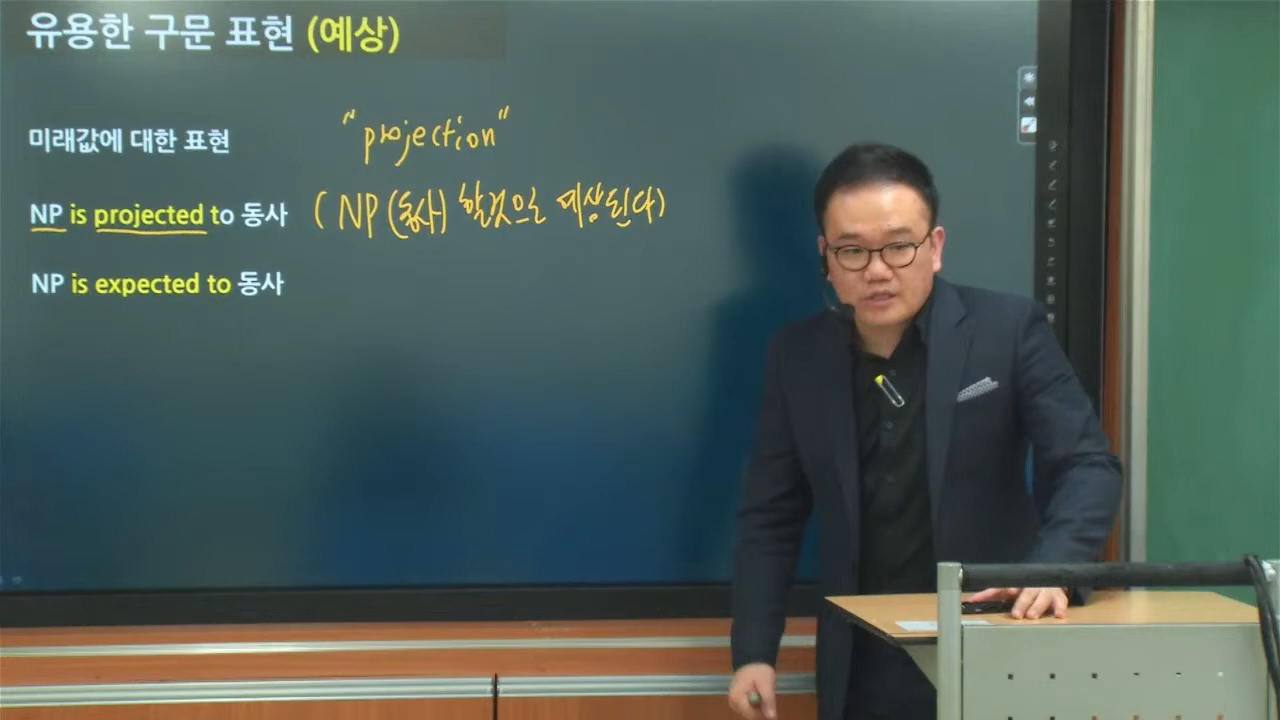 유용한 구문 표현 (예상)
미래값에 대한 표현 "projection"
NP is projected to 동사 ( NP (동사) 할것으로 예상된다)
NP is expected to 동사